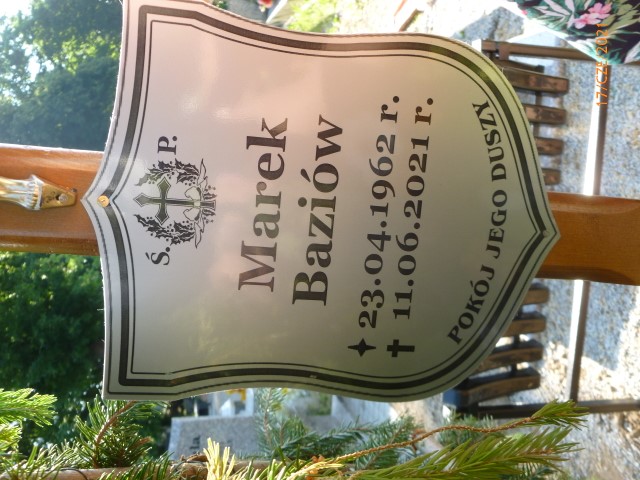 Ś. P.
Marek
Baziów
23.04.1962 r.
11.06.2021 r.
POKÓJ JEGO DUSZY